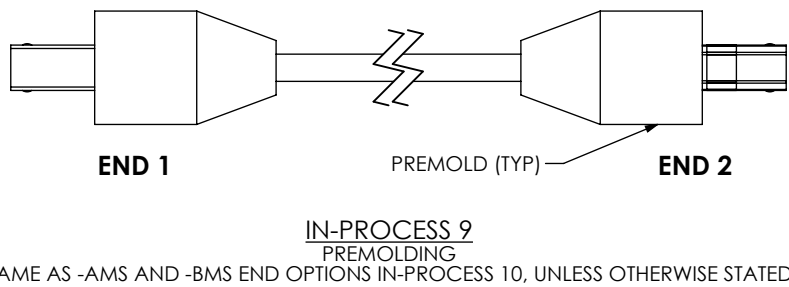 PREMOLD (TYP)
END 1
END 2
IN-PROCESS 9
PREMOLDING
AS -AMS AND -BMS END OPTIONS IN-PROCESS 10, UNLESS OTHERWISE STATED